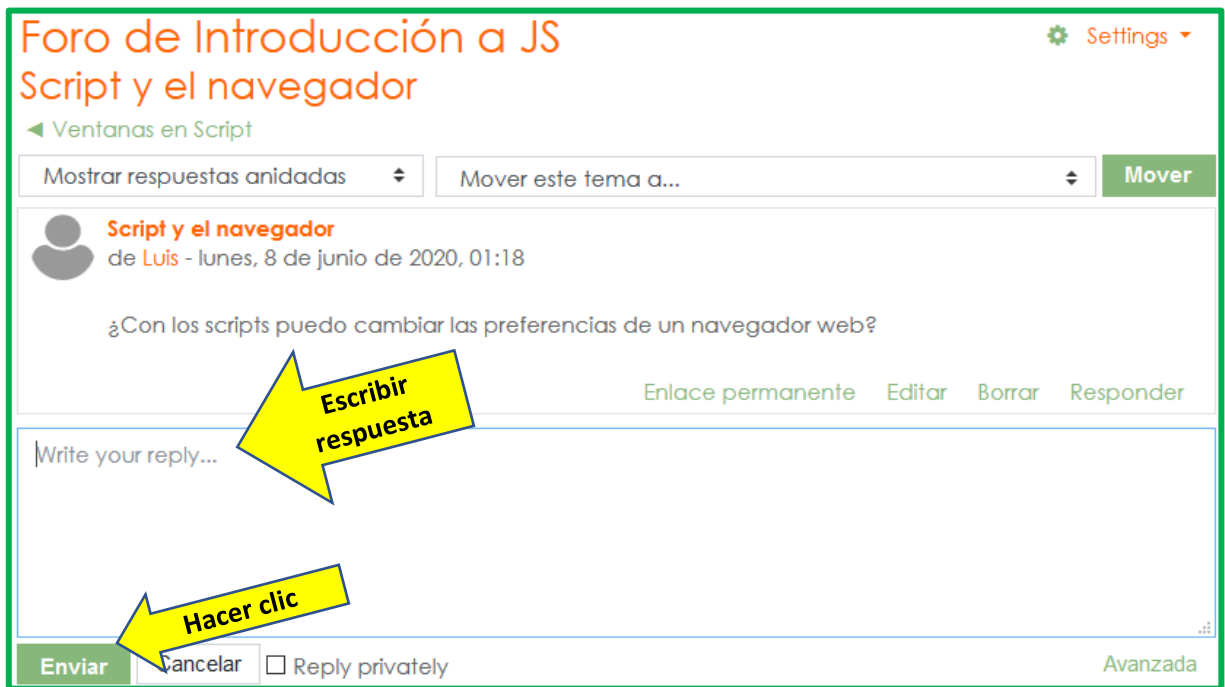 Foro de Introducción a JS
Settings
Script y el navegador
◄ Ventanas en Script
Mostrar respuestas anidadas
Mover este tema a...
Mover
Script y el navegador
de Luis - lunes, 8 de junio de 2020, 01:18
¿Con los scripts puedo cambiar las preferencias de un navegador web?
Escribir
respuesta
Enlace permanente Editar Borrar Responder
Write your reply...
Hacer clic
Enviar Cancelar Reply privately Avanzada